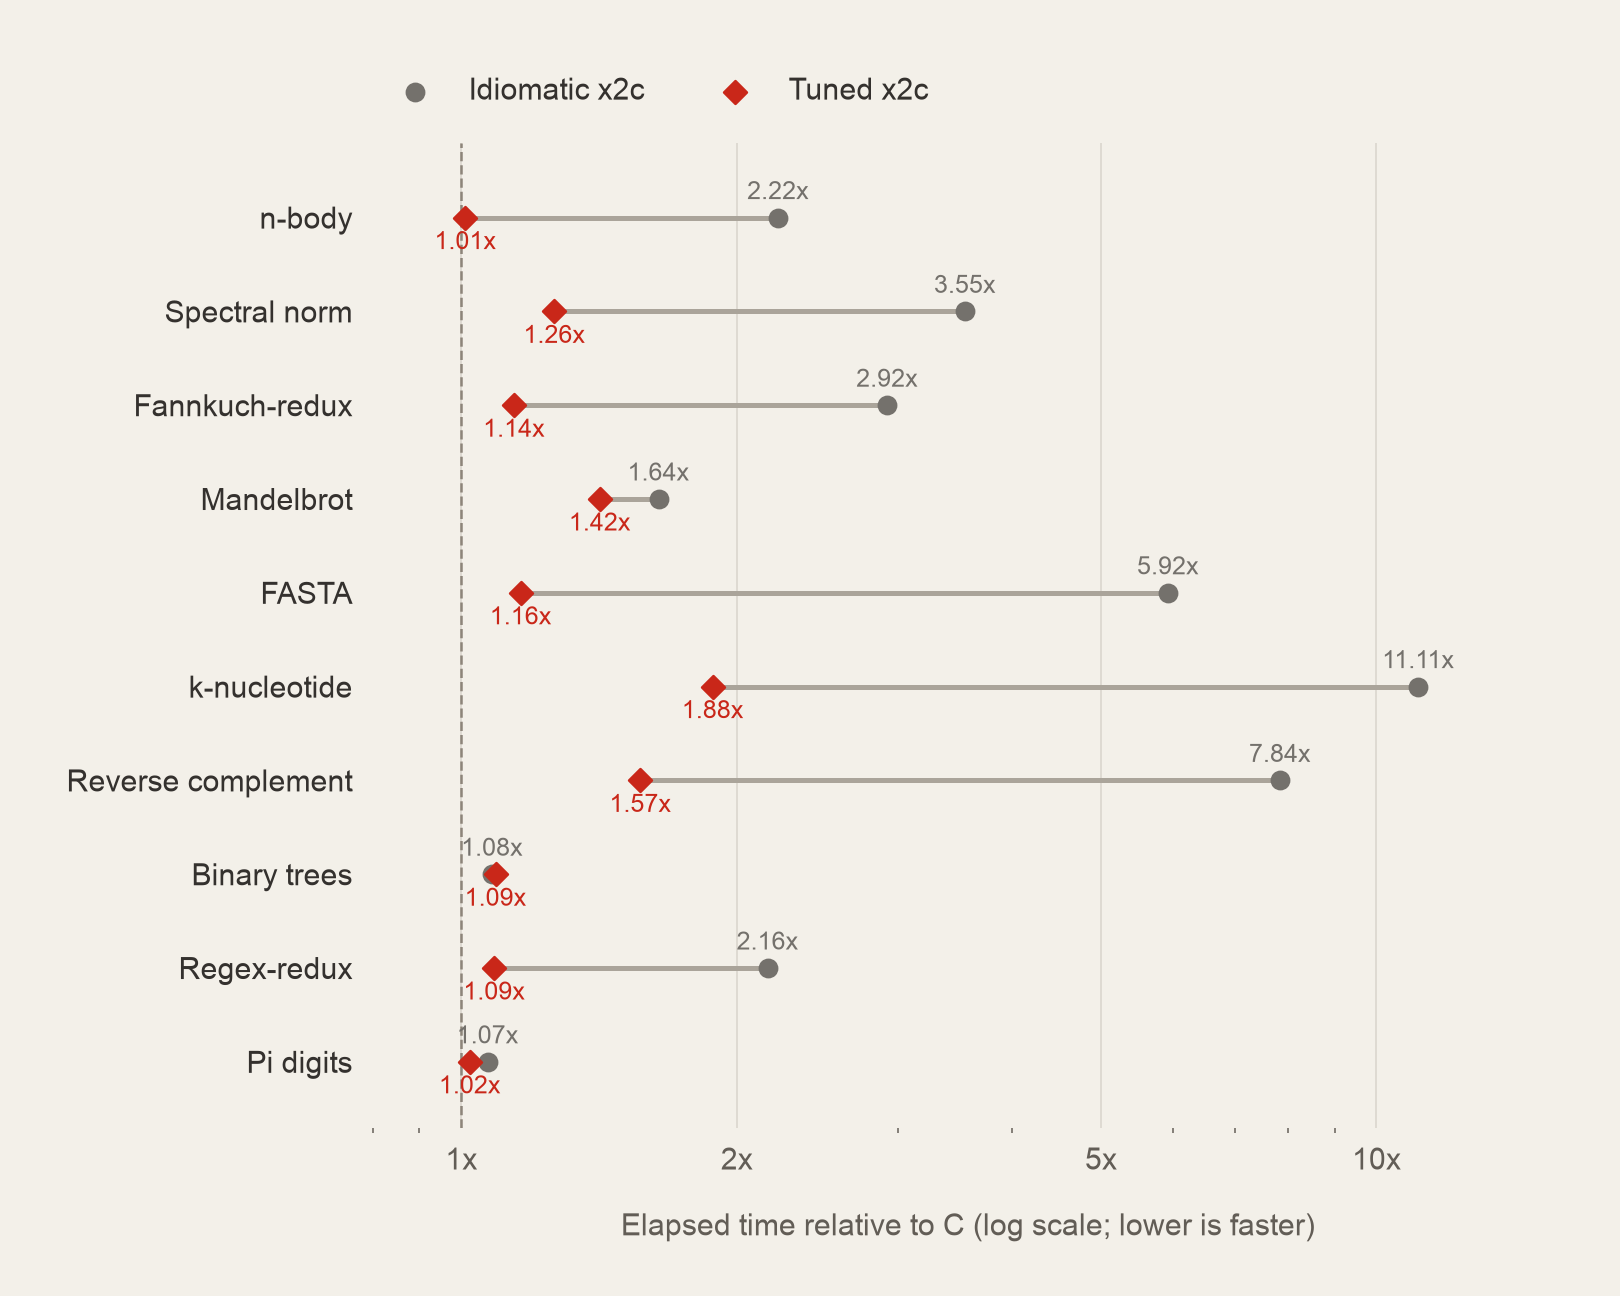 Idiomatic x2c
Tuned x2c
2.22x
n-body
1.01x
3.55x
Spectral norm
1.26x
2.92x
Fannkuch-redux
1.14x
1.64x
Mandelbrot
1.42x
5.92x
FASTA
1.16x
11.11x
k-nucleotide
1.88x
7.84x
Reverse complement
1.57x
1.08x
Binary trees
1.09x
2.16x
Regex-redux
1.09x
1.07x
Pi digits
1.02x
1x 2x 5x 10x
Elapsed time relative to C (log scale; lower is faster)